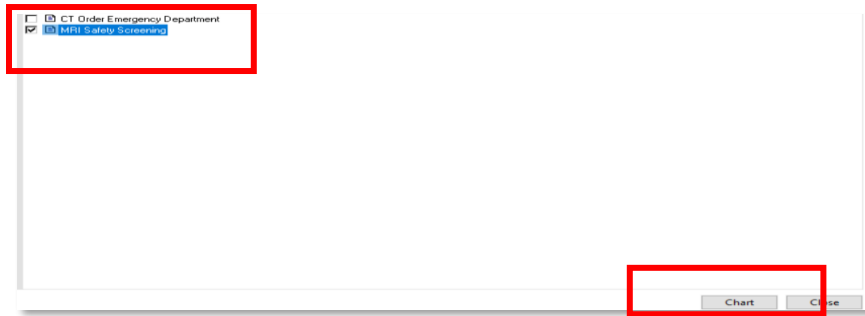 CT Order Emergency Department
MRI Safety Screening
Chart Close